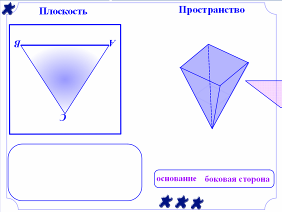 Плоскость
Пространство
B A
C
основание боковая сторона